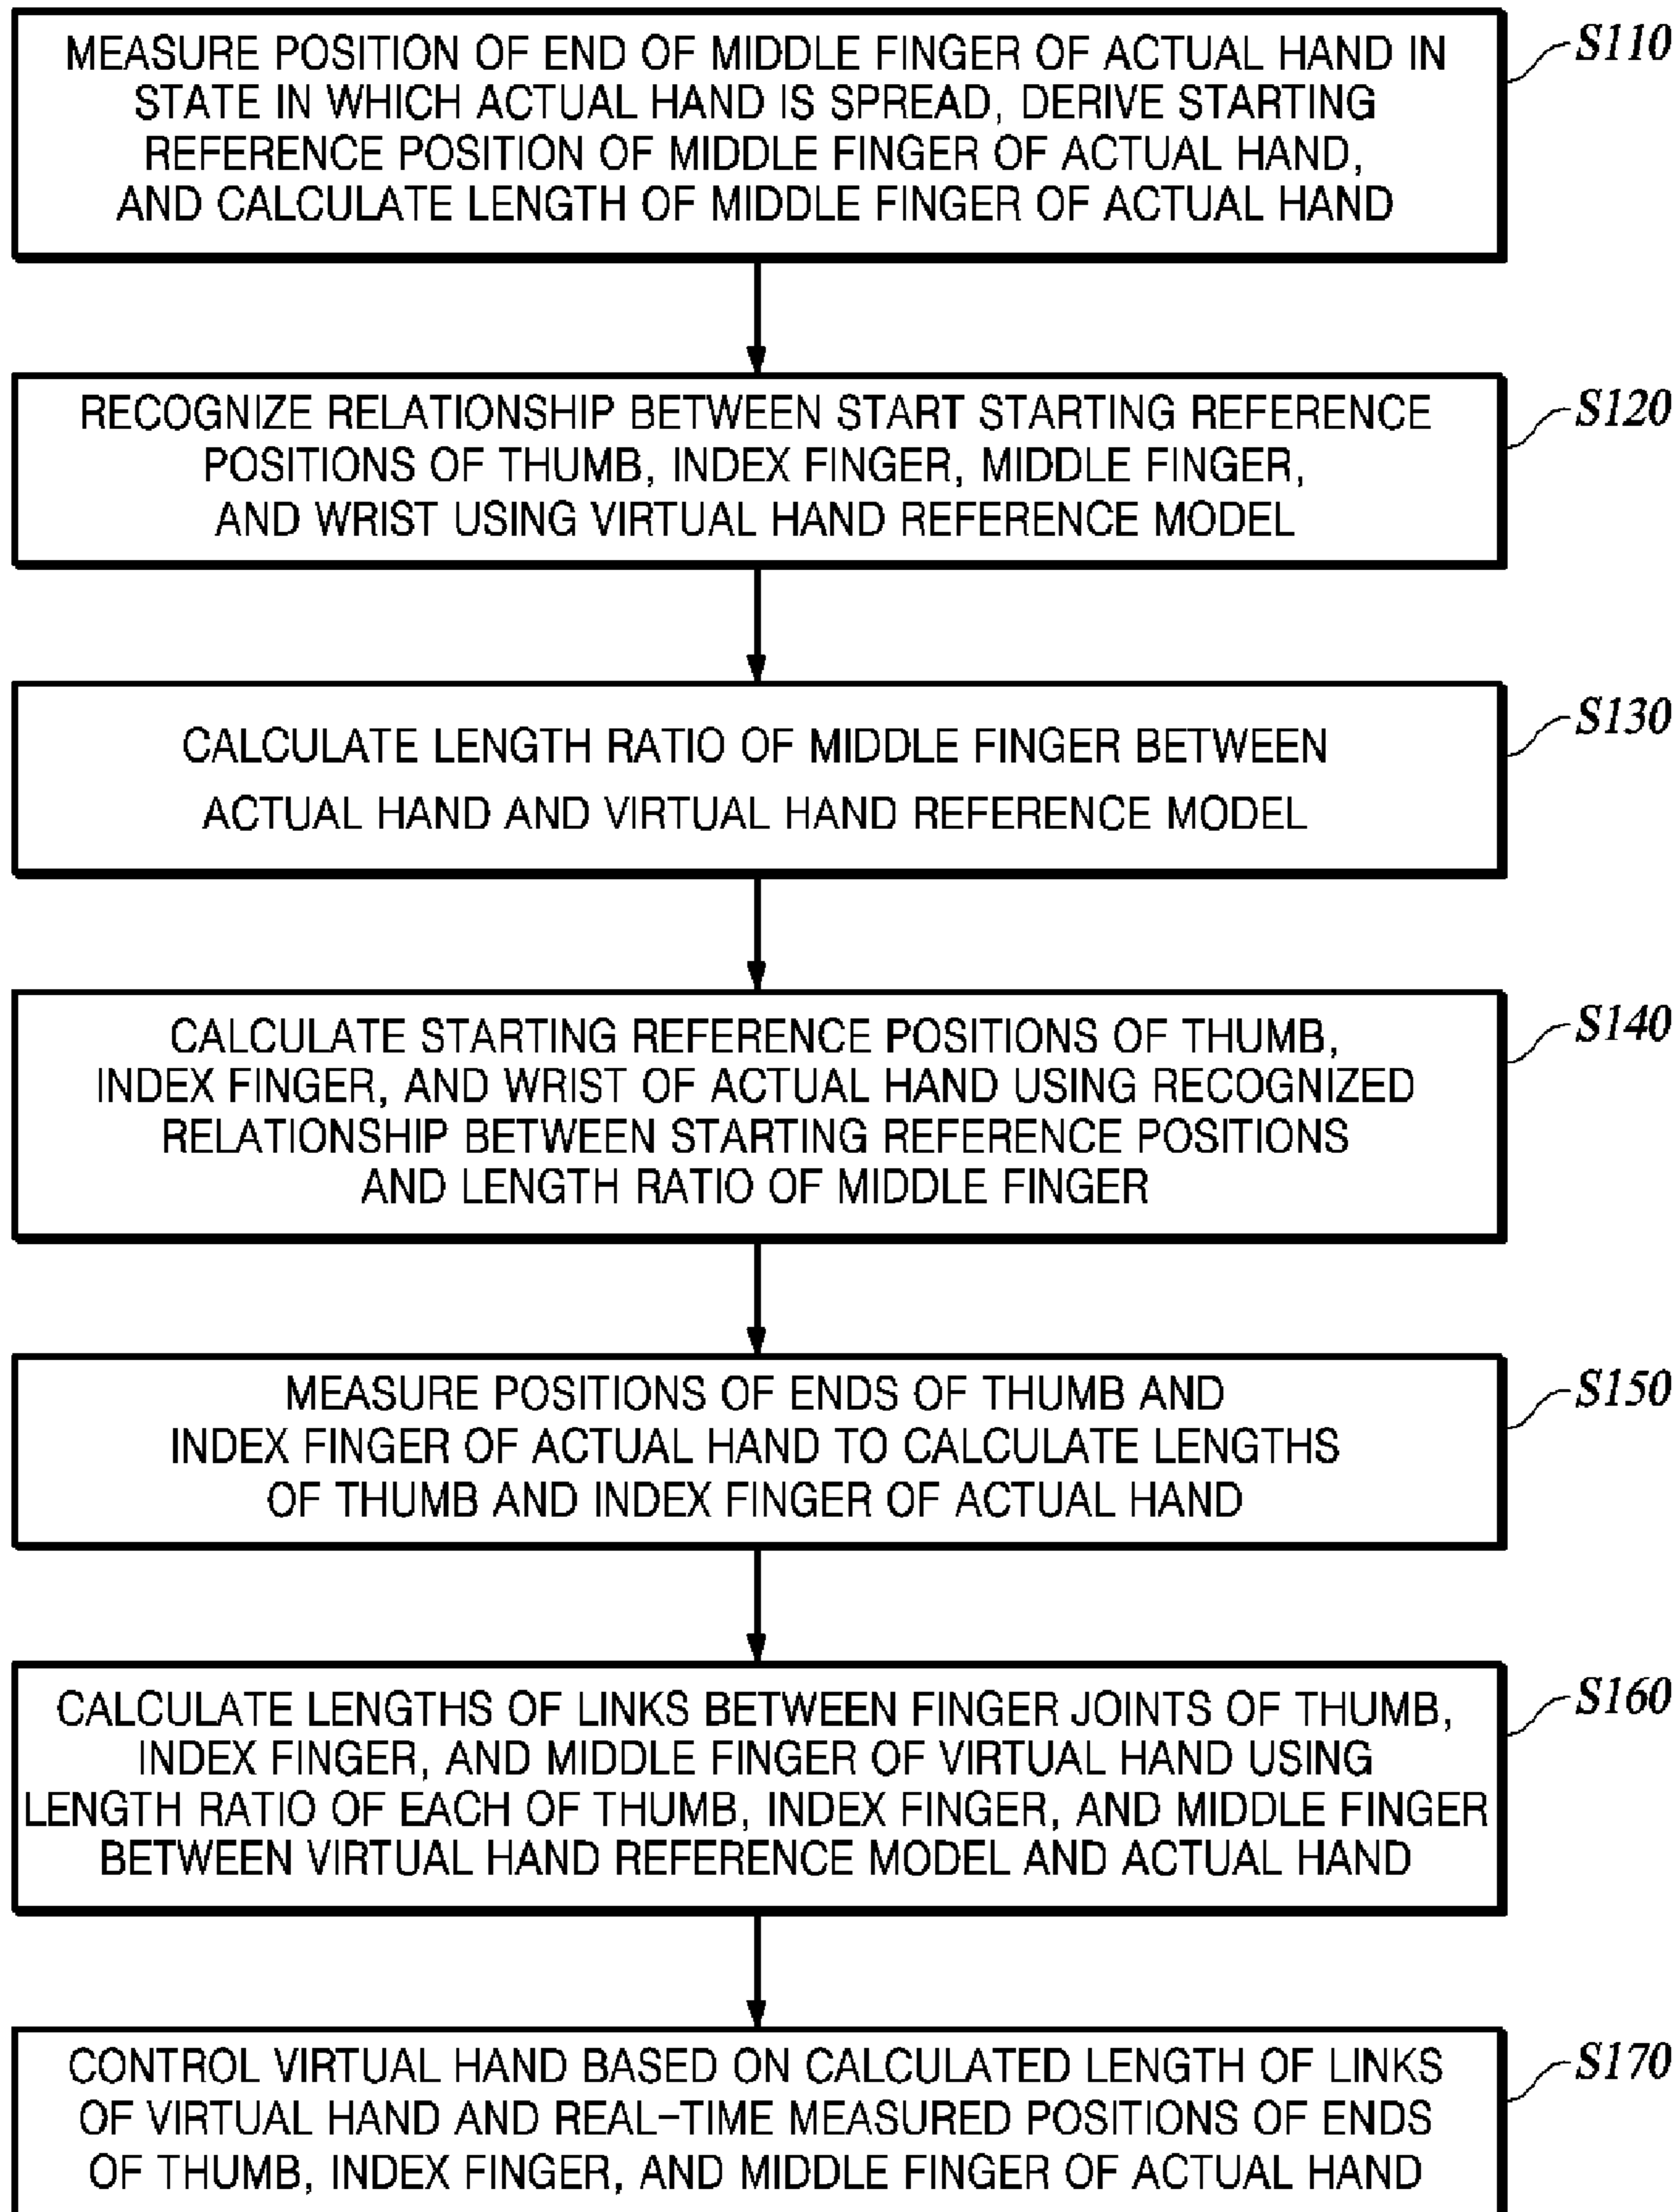 MEASURE POSITION OF END OF MIDDLE FINGER OF ACTUAL HAND IN
STATE IN WHICH ACTUAL HAND IS SPREAD, DERIVE STARTING
REFERENCE POSITION OF MIDDLE FINGER OF ACTUAL HAND,
AND CALCULATE LENGTH OF MIDDLE FINGER OF ACTUAL HAND
S110
RECOGNIZE RELATIONSHIP BETWEEN START STARTING REFERENCE
POSITIONS OF THUMB, INDEX FINGER, MIDDLE FINGER,
AND WRIST USING VIRTUAL HAND REFERENCE MODEL
S120
CALCULATE LENGTH RATIO OF MIDDLE FINGER BETWEEN
ACTUAL HAND AND VIRTUAL HAND REFERENCE MODEL
S130
CALCULATE STARTING REFERENCE POSITIONS OF THUMB,
INDEX FINGER, AND WRIST OF ACTUAL HAND USING RECOGNIZED
RELATIONSHIP BETWEEN STARTING REFERENCE POSITIONS
AND LENGTH RATIO OF MIDDLE FINGER
S140
MEASURE POSITIONS OF ENDS OF THUMB AND
INDEX FINGER OF ACTUAL HAND TO CALCULATE LENGTHS
OF THUMB AND INDEX FINGER OF ACTUAL HAND
S150
CALCULATE LENGTHS OF LINKS BETWEEN FINGER JOINTS OF THUMB,
INDEX FINGER, AND MIDDLE FINGER OF VIRTUAL HAND USING
LENGTH RATIO OF EACH OF THUMB, INDEX FINGER, AND MIDDLE FINGER
BETWEEN VIRTUAL HAND REFERENCE MODEL AND ACTUAL HAND
S160
CONTROL VIRTUAL HAND BASED ON CALCULATED LENGTH OF LINKS
OF VIRTUAL HAND AND REAL-TIME MEASURED POSITIONS OF ENDS
OF THUMB, INDEX FINGER, AND MIDDLE FINGER OF ACTUAL HAND
S170